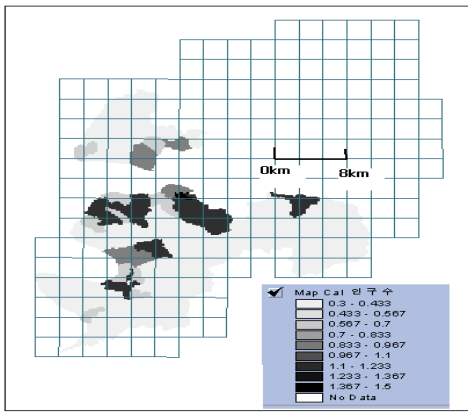 0km
8km
Map Cal 인구수
0.3 - 0.433
0.433 - 0.567
0.567 - 0.7
0.7 - 0.833
0.833 - 0.967
0.967 - 1.1
1.1 - 1.233
1.233 - 1.367
1.367 - 1.5
No Data